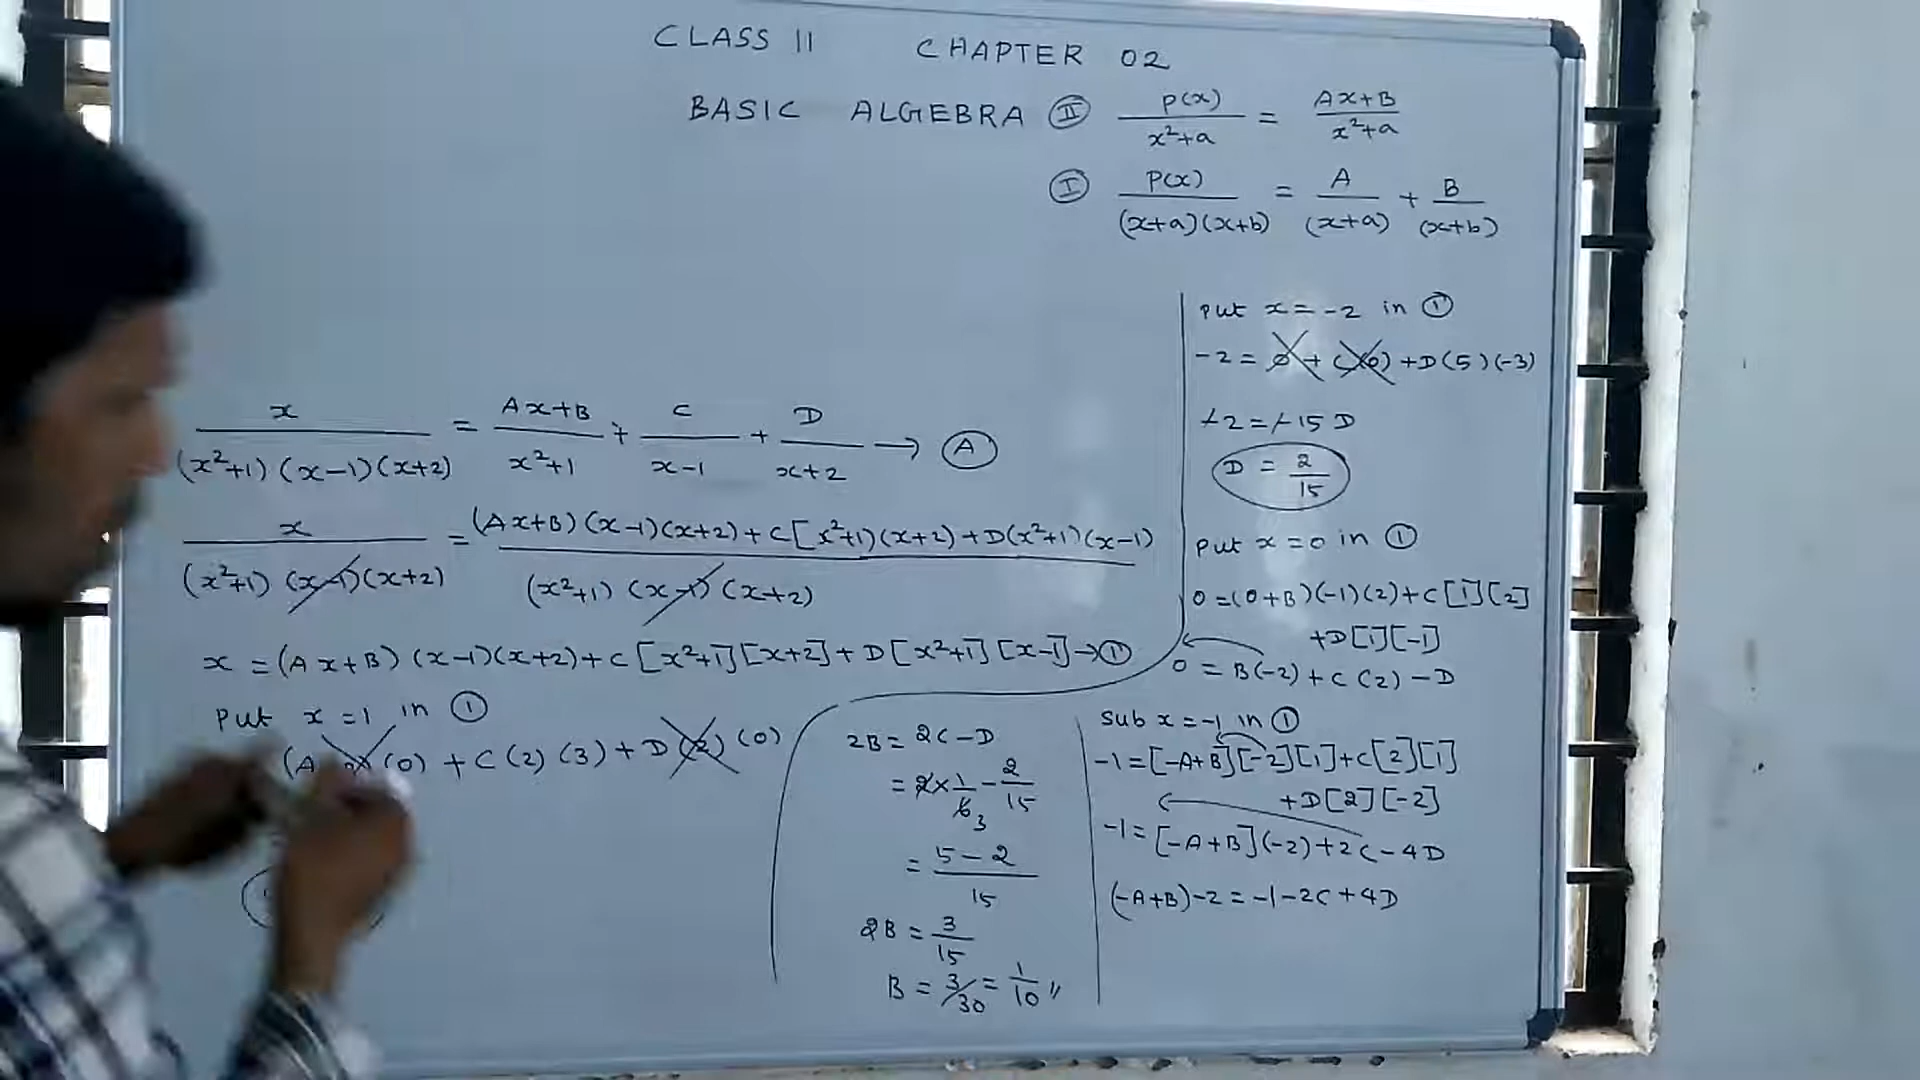 CLASS 11 CHAPTER 02
BASIC ALGEBRA
II P(x)/(x²+a) = (Ax+B)/(x²+a)
I P(x)/((x+a)(x+b)) = A/(x+a) + B/(x+b)
x/((x²+1)(x-1)(x+2)) = (Ax+B)/(x²+1) + C/(x-1) + D/(x+2) → A
x/((x²+1)(x-1)(x+2)) = ((Ax+B)(x-1)(x+2)+C[x²+1)(x+2)+D(x²+1)(x-1))/((x²+1)(x-1)(x+2))
x = (Ax+B)(x-1)(x+2)+C[x²+1][x+2]+D[x²+1][x-1] → 1
put x=1 in 1
(0) + C(2)(3) + D(2)(0)
put x=-2 in 1
-2 = 0 + C(0) + D(5)(-3)
-2 = -15 D
D = 2/15
put x=0 in 1
0=(0+B)(-1)(2)+C[1][2]
+D[1][-1]
0 = B(-2)+C(2)-D
2B = 2C-D
= 2×1/6 3 - 2/15
= (5-2)/15
2B = 3/15
B = 3/30 = 1/10 "
Sub x=-1 in 1
-1=[-A+B][-2][1]+C[2][1]
+D[2][-2]
-1=[-A+B](-2)+2C-4D
(-A+B)-2=-1-2C+4D